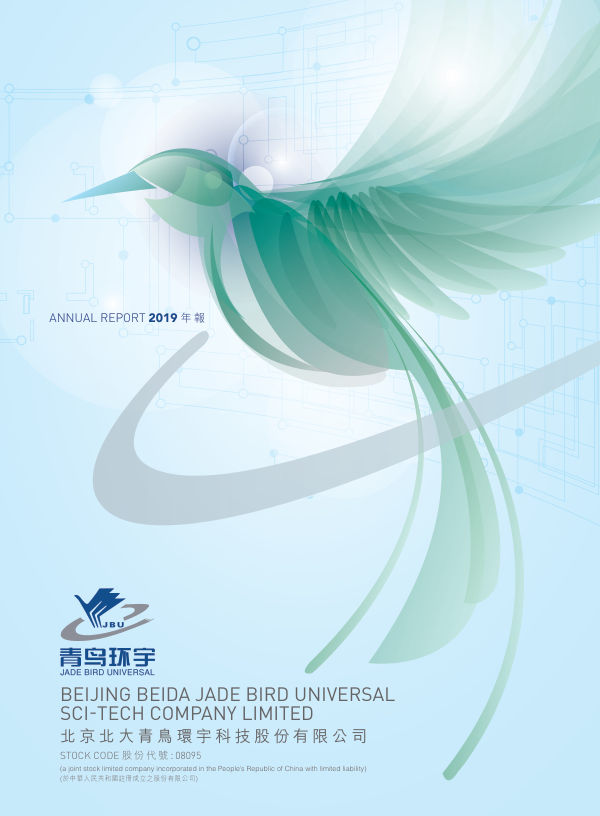 ANNUAL REPORT 2019 年報
JBU
青鸟环宇
JADE BIRD UNIVERSAL
BEIJING BEIDA JADE BIRD UNIVERSAL
SCI-TECH COMPANY LIMITED
北京北大青鳥環宇科技股份有限公司
STOCK CODE 股份代號 : 08095
(a joint stock limited company incorporated in the People's Republic of China with limited liability)
(於中華人民共和國註冊成立之股份有限公司)